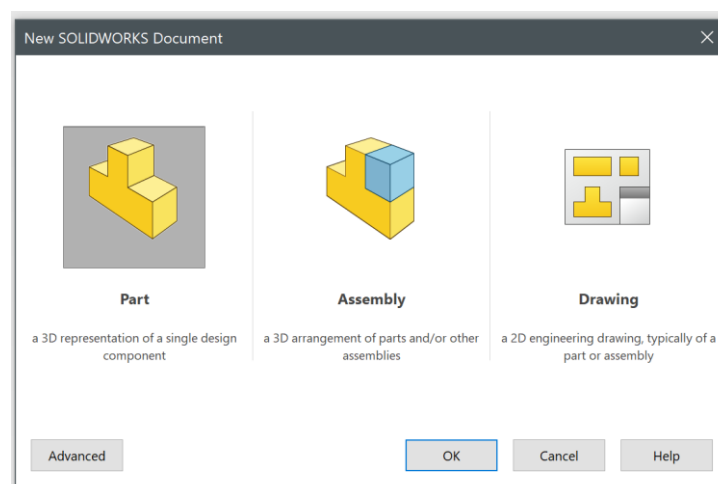 New SOLIDWORKS Document
Part
a 3D representation of a single design
component
Assembly
a 3D arrangement of parts and/or other
assemblies
Drawing
a 2D engineering drawing, typically of a
part or assembly
Advanced
OK
Cancel
Help